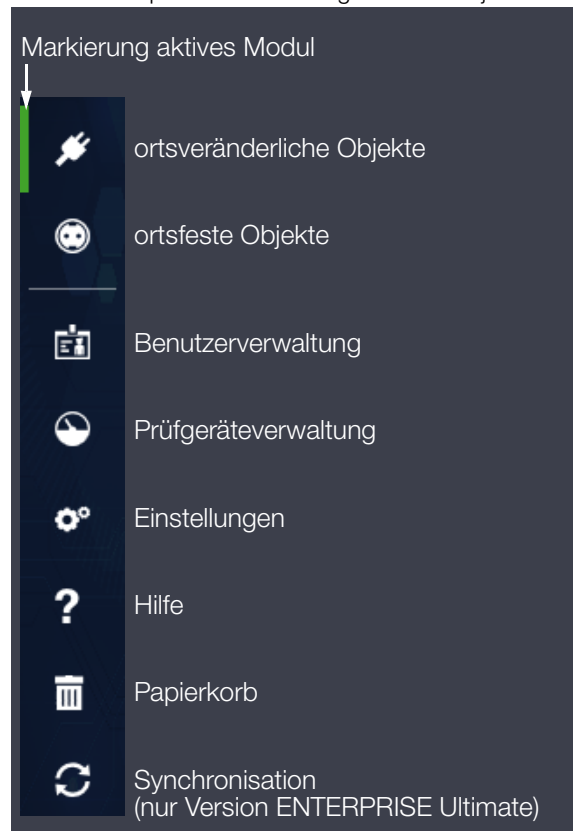 Markierung aktives Modul
ortsveränderliche Objekte
ortsfeste Objekte
Benutzerverwaltung
Prüfgeräteverwaltung
Einstellungen
Hilfe
Papierkorb
Synchronisation
(nur Version ENTERPRISE Ultimate)